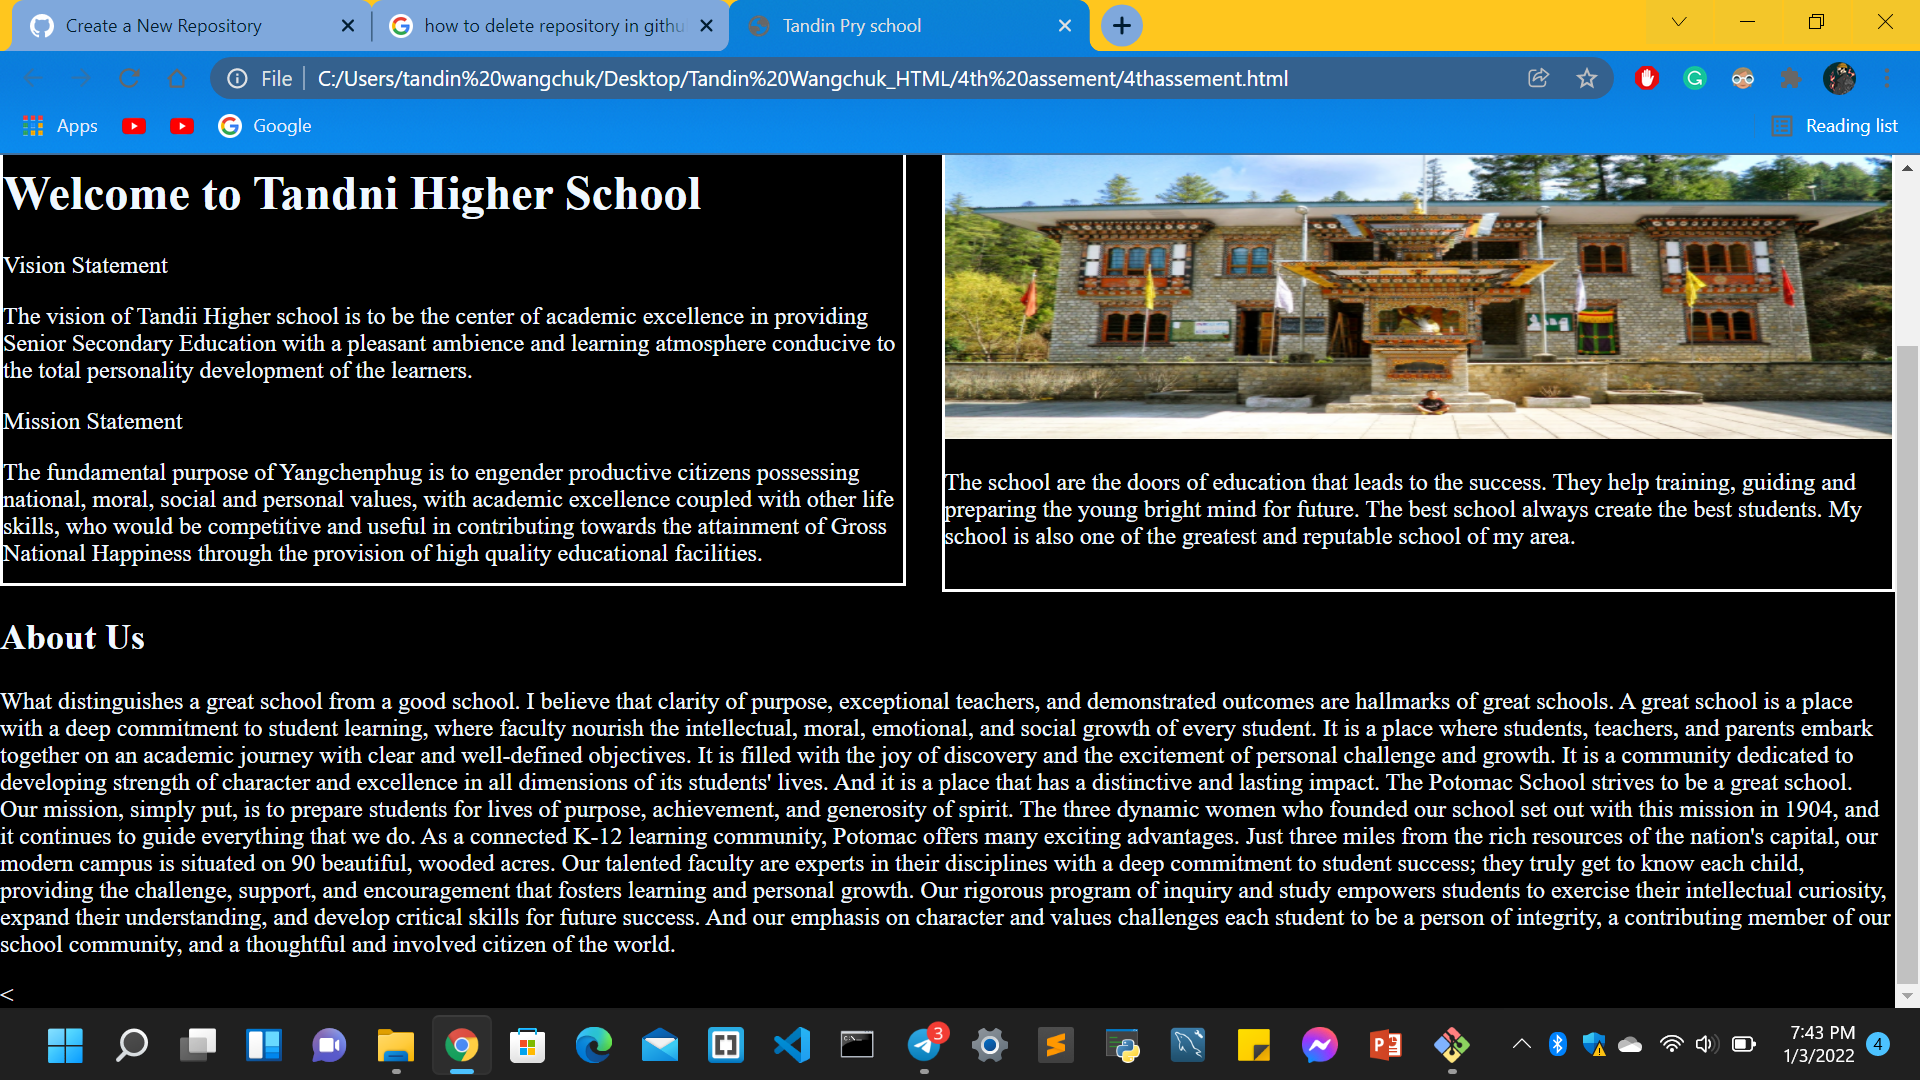 Create a New Repository
how to delete repository in githu
Tandin Pry school
File
C:/Users/tandin%20wangchuk/Desktop/Tandin%20Wangchuk_HTML/4th%20assement/4thassement.html
Apps
Google
Reading list
Welcome to Tandni Higher School
Vision Statement
The vision of Tandii Higher school is to be the center of academic excellence in providing
Senior Secondary Education with a pleasant ambience and learning atmosphere conducive to
the total personality development of the learners.
Mission Statement
The fundamental purpose of Yangchenphug is to engender productive citizens possessing
national, moral, social and personal values, with academic excellence coupled with other life
skills, who would be competitive and useful in contributing towards the attainment of Gross
National Happiness through the provision of high quality educational facilities.
The school are the doors of education that leads to the success. They help training, guiding and
preparing the young bright mind for future. The best school always create the best students. My
school is also one of the greatest and reputable school of my area.
About Us
What distinguishes a great school from a good school. I believe that clarity of purpose, exceptional teachers, and demonstrated outcomes are hallmarks of great schools. A great school is a place
with a deep commitment to student learning, where faculty nourish the intellectual, moral, emotional, and social growth of every student. It is a place where students, teachers, and parents embark
together on an academic journey with clear and well-defined objectives. It is filled with the joy of discovery and the excitement of personal challenge and growth. It is a community dedicated to
developing strength of character and excellence in all dimensions of its students' lives. And it is a place that has a distinctive and lasting impact. The Potomac School strives to be a great school.
Our mission, simply put, is to prepare students for lives of purpose, achievement, and generosity of spirit. The three dynamic women who founded our school set out with this mission in 1904, and
it continues to guide everything that we do. As a connected K-12 learning community, Potomac offers many exciting advantages. Just three miles from the rich resources of the nation's capital, our
modern campus is situated on 90 beautiful, wooded acres. Our talented faculty are experts in their disciplines with a deep commitment to student success; they truly get to know each child,
providing the challenge, support, and encouragement that fosters learning and personal growth. Our rigorous program of inquiry and study empowers students to exercise their intellectual curiosity,
expand their understanding, and develop critical skills for future success. And our emphasis on character and values challenges each student to be a person of integrity, a contributing member of our
school community, and a thoughtful and involved citizen of the world.
<
3
7:43 PM
1/3/2022
4